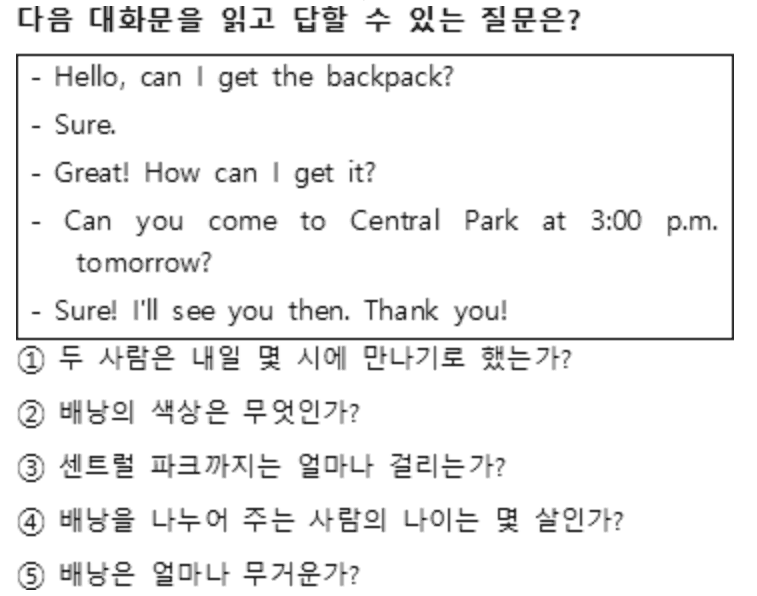 다음 대화문을 읽고 답할 수 있는 질문은?
- Hello, can I get the backpack?
- Sure.
- Great! How can I get it?
- Can you come to Central Park at 3:00 p.m.
tomorrow?
- Sure! I'll see you then. Thank you!
① 두 사람은 내일 몇 시에 만나기로 했는가?
② 배낭의 색상은 무엇인가?
③ 센트럴 파크까지는 얼마나 걸리는가?
④ 배낭을 나누어 주는 사람의 나이는 몇 살인가?
⑤ 배낭은 얼마나 무거운가?